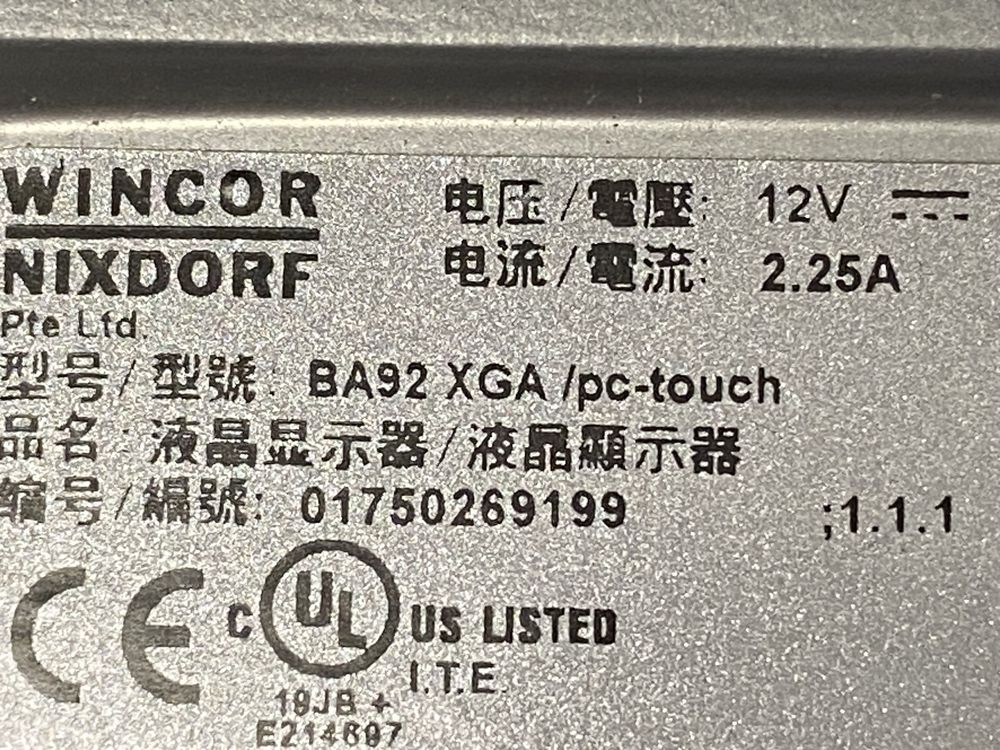 WINCOR
NIXDORF
Pte Ltd.
电压/電壓: 12V
电流/電流: 2.25A
型号/型號: BA92 XGA /pc-touch
品名: 液晶显示器/液晶顯示器
编号/編號: 01750269199 ;1.1.1
CE
C UL US LISTED
I.T.E.
19JB +
E214697